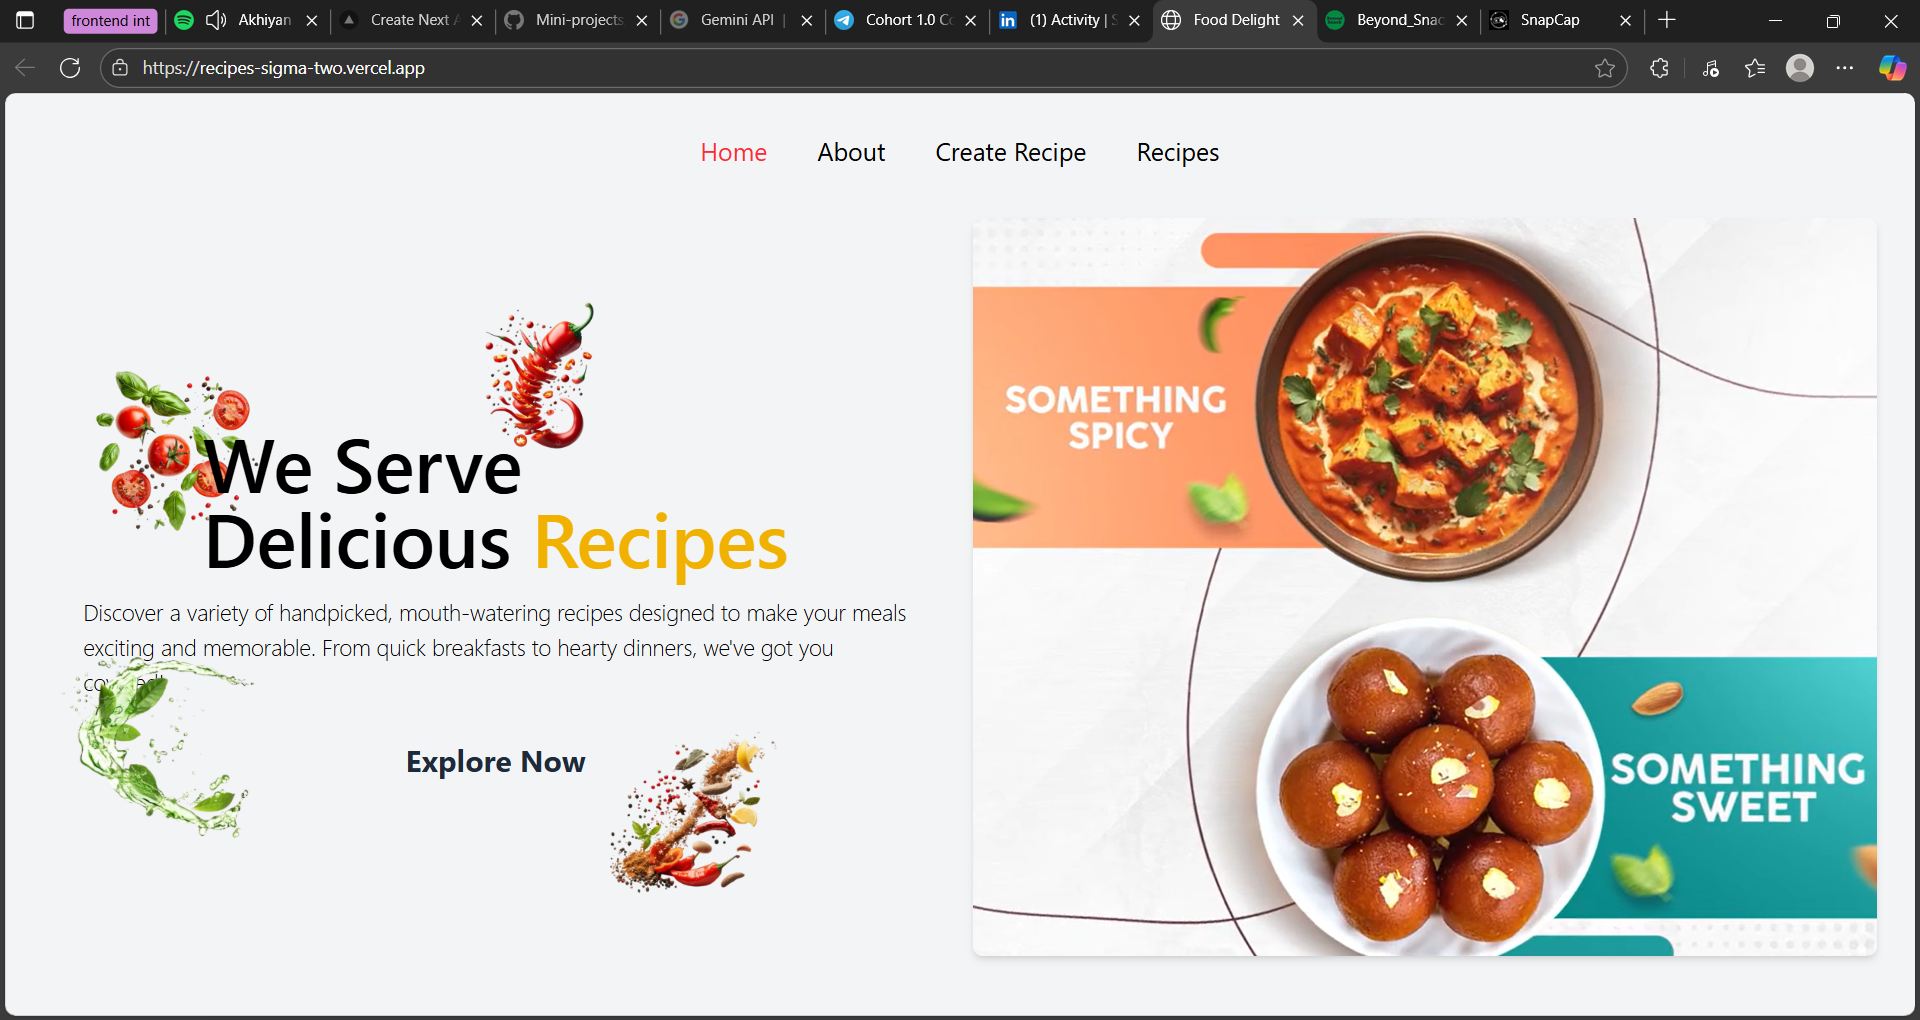 frontend int
Akhiyan
Create Next A
Mini-projects
Gemini API
Cohort 1.0 Co
(1) Activity | S
Food Delight
Beyond_Snac
SnapCap
https://recipes-sigma-two.vercel.app
Home
About
Create Recipe
Recipes
We Serve
Delicious Recipes
Discover a variety of handpicked, mouth-watering recipes designed to make your meals
exciting and memorable. From quick breakfasts to hearty dinners, we've got you
Explore Now
SOMETHING
SPICY
SOMETHING
SWEET